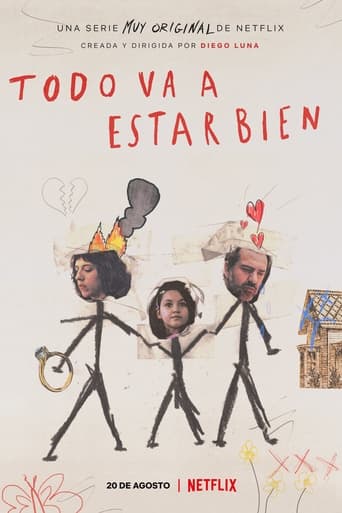 UNA SERIE MUY ORIGINAL DE NETFLIX
CREADA Y DIRIGIDA POR DIEGO LUNA
TODO VA A
ESTAR BIEN
20 DE AGOSTO | NETFLIX